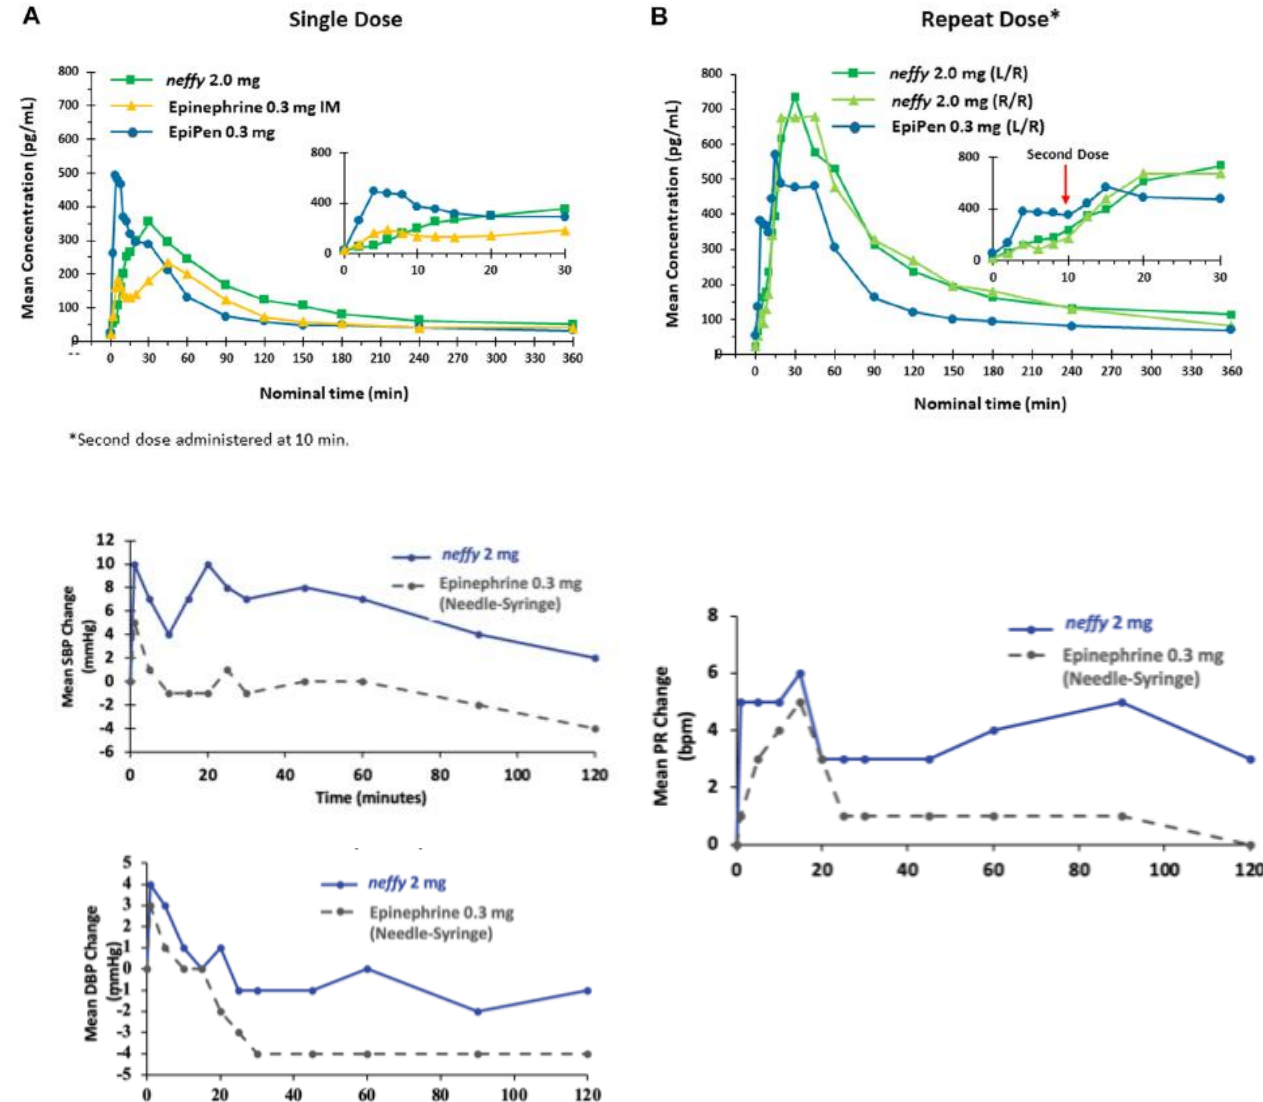 A
Single Dose
neffy 2.0 mg
Epinephrine 0.3 mg IM
EpiPen 0.3 mg
Mean Concentration (pg/mL)
800
700
600
500
400
300
200
100
0
--
0 30 60 90 120 150 180 210 240 270 300 330 360
Nominal time (min)
800
400
0
0 10 20 30
*Second dose administered at 10 min.
B
Repeat Dose*
neffy 2.0 mg (L/R)
neffy 2.0 mg (R/R)
EpiPen 0.3 mg (L/R)
Mean Concentration (pg/mL)
800
700
600
500
400
300
200
100
0
0 30 60 90 120 150 180 210 240 270 300 330 360
Nominal time (min)
Second Dose
800
400
0
0 10 20 30
neffy 2 mg
Epinephrine 0.3 mg
(Needle-Syringe)
Mean SBP Change
(mmHg)
12
10
8
6
4
2
0
-2
-4
-6
0 20 40 60 80 100 120
Time (minutes)
neffy 2 mg
Epinephrine 0.3 mg
(Needle-Syringe)
Mean PR Change
(bpm)
8
6
4
2
0
0 20 40 60 80 100 120
neffy 2 mg
Epinephrine 0.3 mg
(Needle-Syringe)
Mean DBP Change
(mmHg)
5
4
3
2
1
0
-1
-2
-3
-4
-5
0 20 40 60 80 100 120